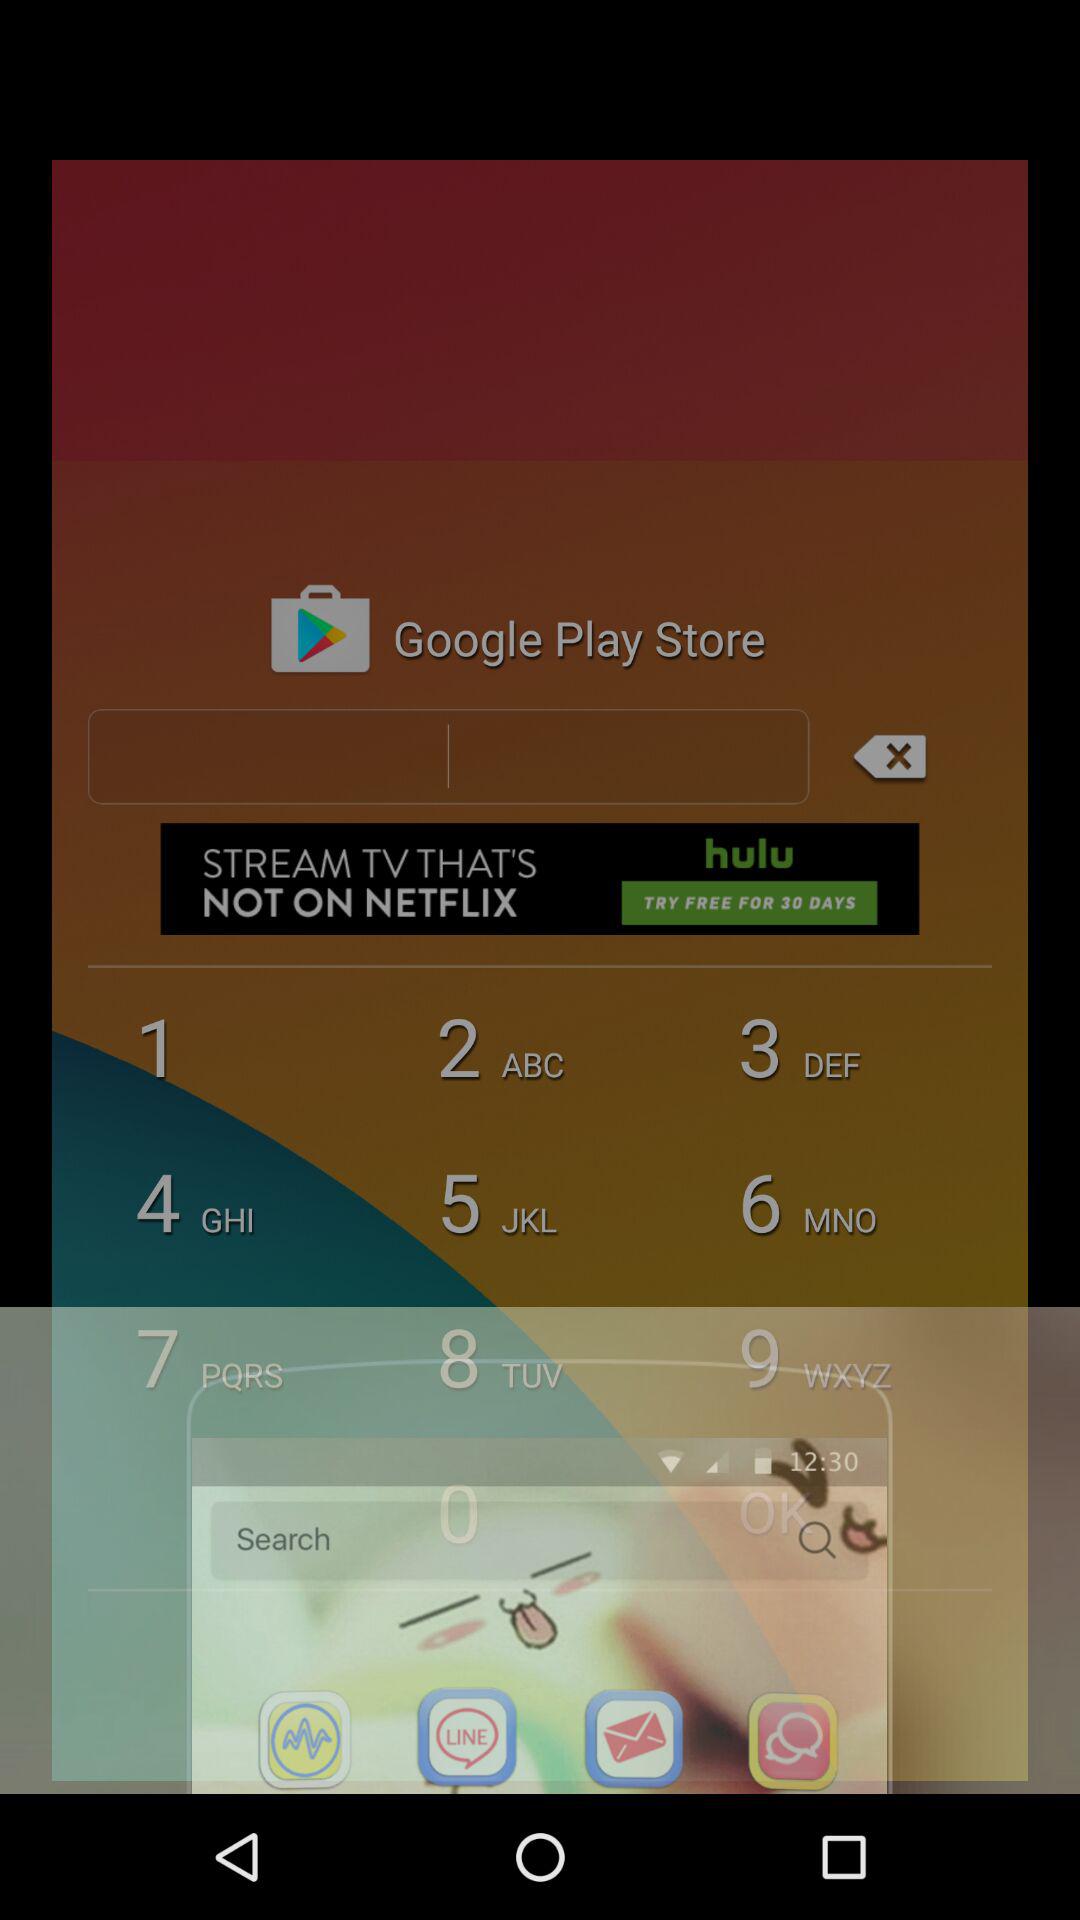 Google Play Store
STREAM TV THAT'S
NOT ON NETFLIX
hulu
TRY FREE FOR 30 DAYS
1
2 ABC
3 DEF
4 GHI
5 JKL
6 MNO
7 PQRS
8 TUV
9 WXYZ
12:30
0
OK
Search
LINE